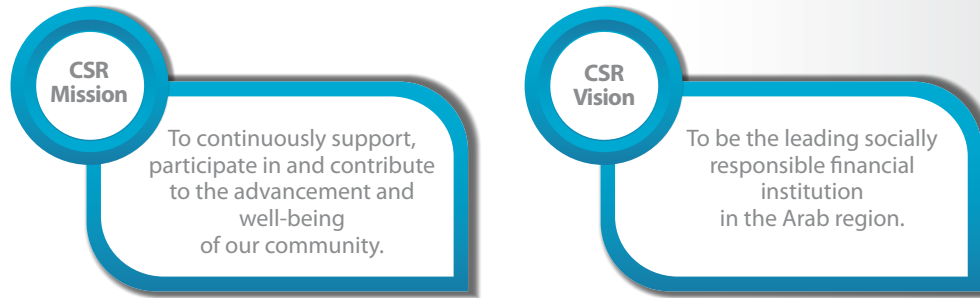 CSR
Mission
To continuously support,
participate in and contribute
to the advancement and
well-being
of our community.
CSR
Vision
To be the leading socially
responsible financial
institution
in the Arab region.